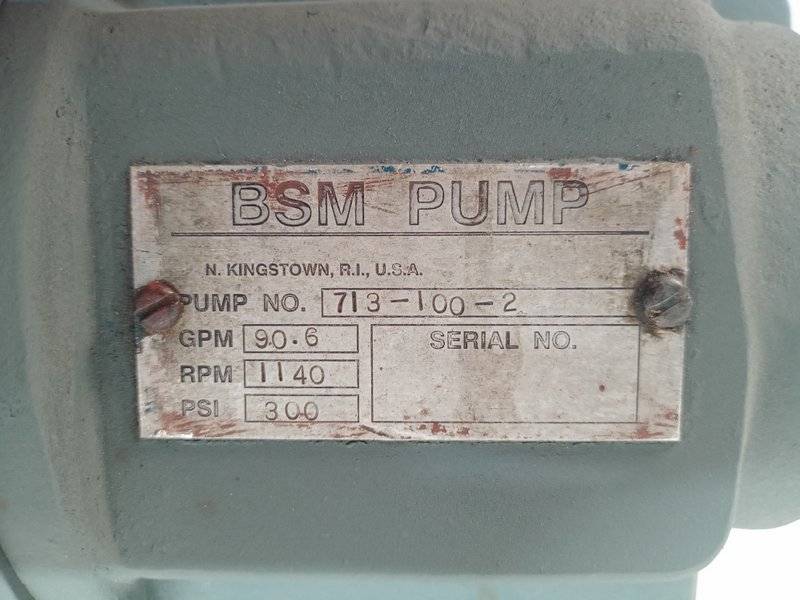 BSM PUMP
N. KINGSTOWN, R.I., U.S.A.
PUMP NO. 713-100-2
GPM 90.6
SERIAL NO.
RPM 1140
PSI 300